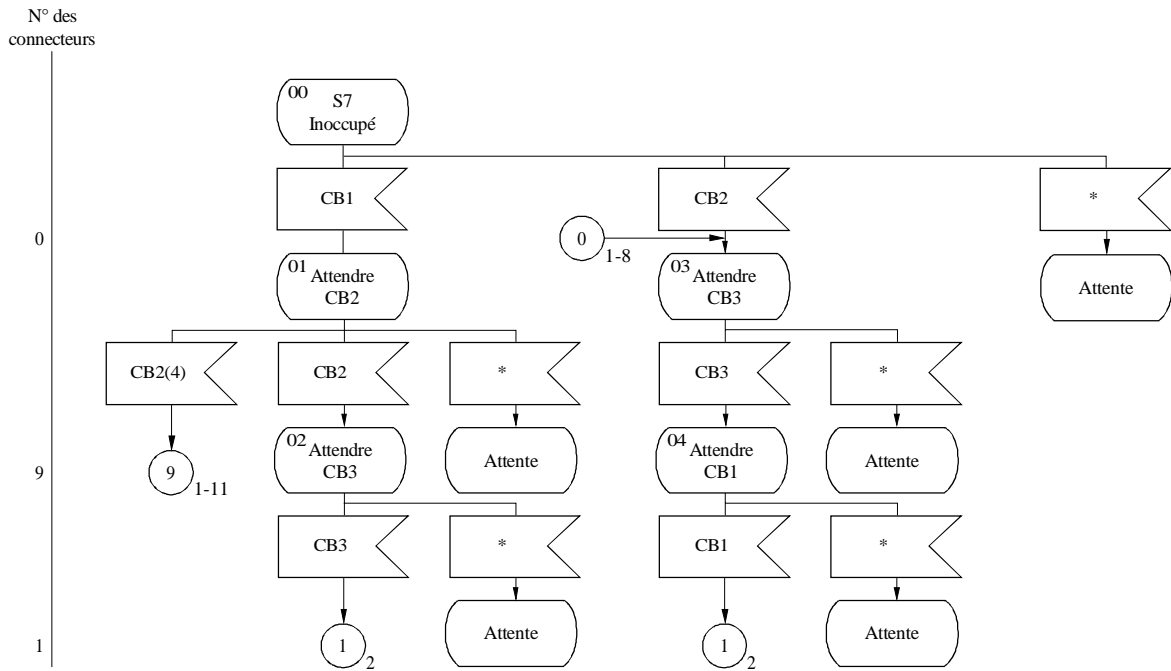 N° des
connecteurs
00
S7
Inoccupé
CB1
CB2
*
0
0
1-8
01
Attendre
CB2
03
Attendre
CB3
Attente
CB2(4)
CB2
*
CB3
*
02
Attendre
CB3
Attente
04
Attendre
CB1
Attente
9
9
1-11
CB3
*
CB1
*
1
1
2
Attente
1
2
Attente